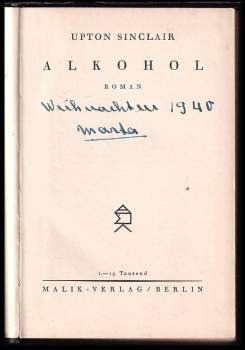 UPTON SINCLAIR
ALKOHOL
ROMAN
Weihnachten 1940
Marta
1.–15. Tausend
MALIK-VERLAG/BERLIN